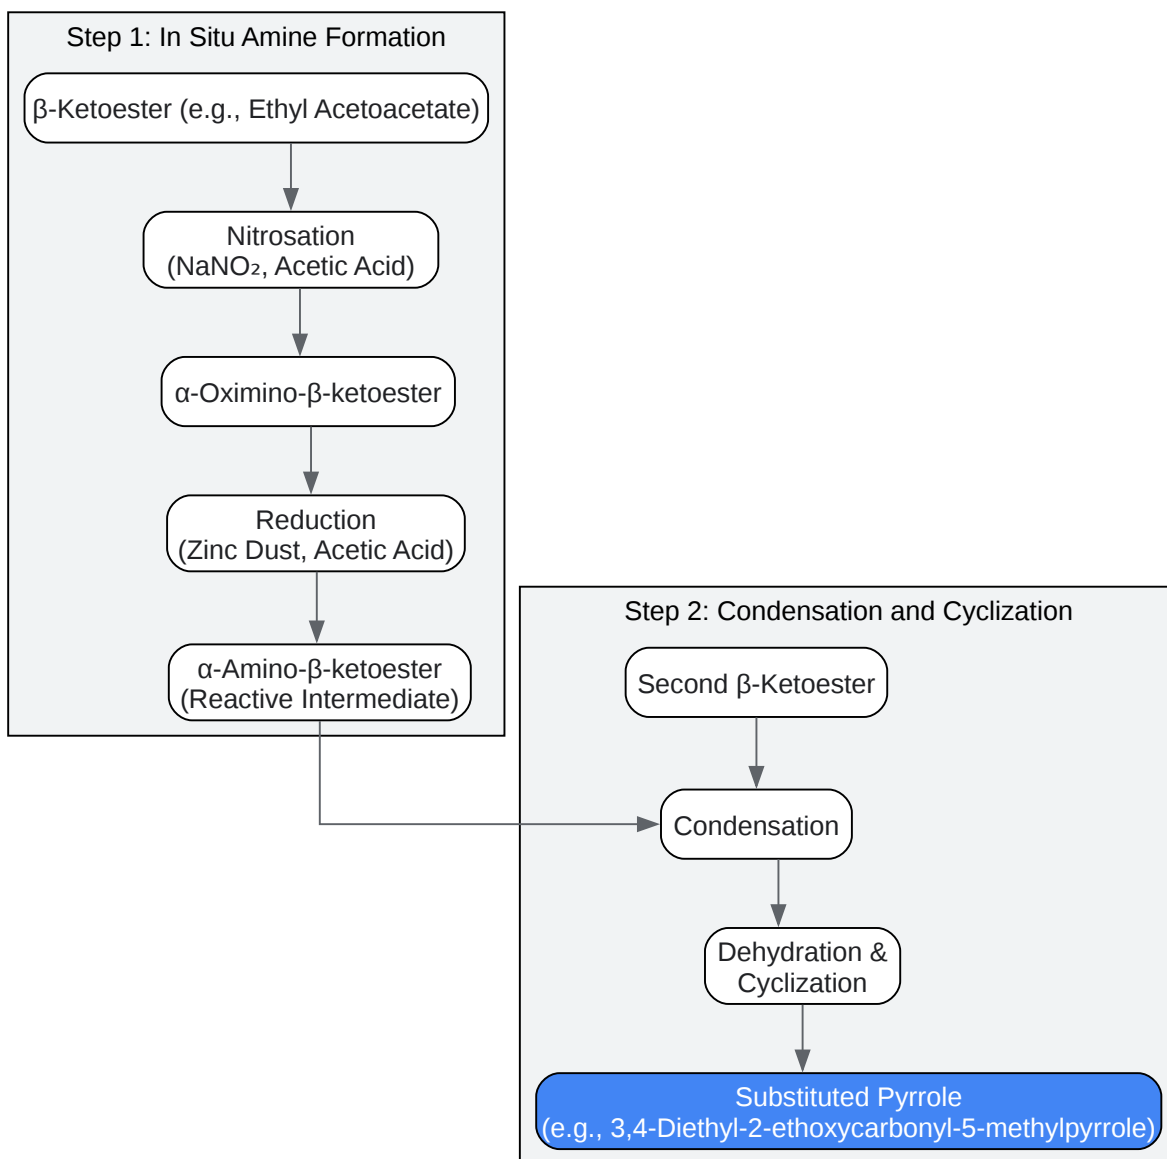 Step 1: In Situ Amine Formation
β-Ketoester (e.g., Ethyl Acetoacetate)
Nitrosation
(NaNO₂, Acetic Acid)
α-Oximino-β-ketoester
Reduction
(Zinc Dust, Acetic Acid)
α-Amino-β-ketoester
(Reactive Intermediate)
Step 2: Condensation and Cyclization
Second β-Ketoester
Condensation
Dehydration &
Cyclization
Substituted Pyrrole
(e.g., 3,4-Diethyl-2-ethoxycarbonyl-5-methylpyrrole)